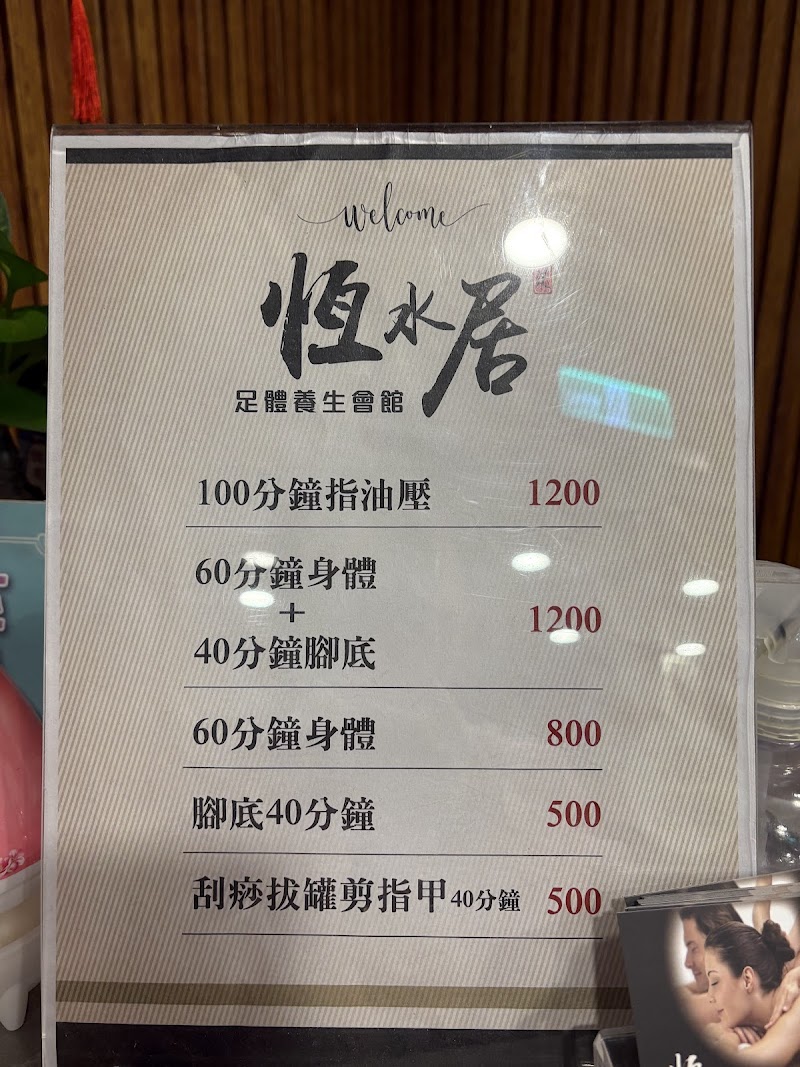 welcome
恆水居
足體養生會館
100分鐘指油壓 1200
60分鐘身體
+
1200
40分鐘腳底
60分鐘身體 800
腳底40分鐘 500
刮痧拔罐剪指甲40分鐘 500